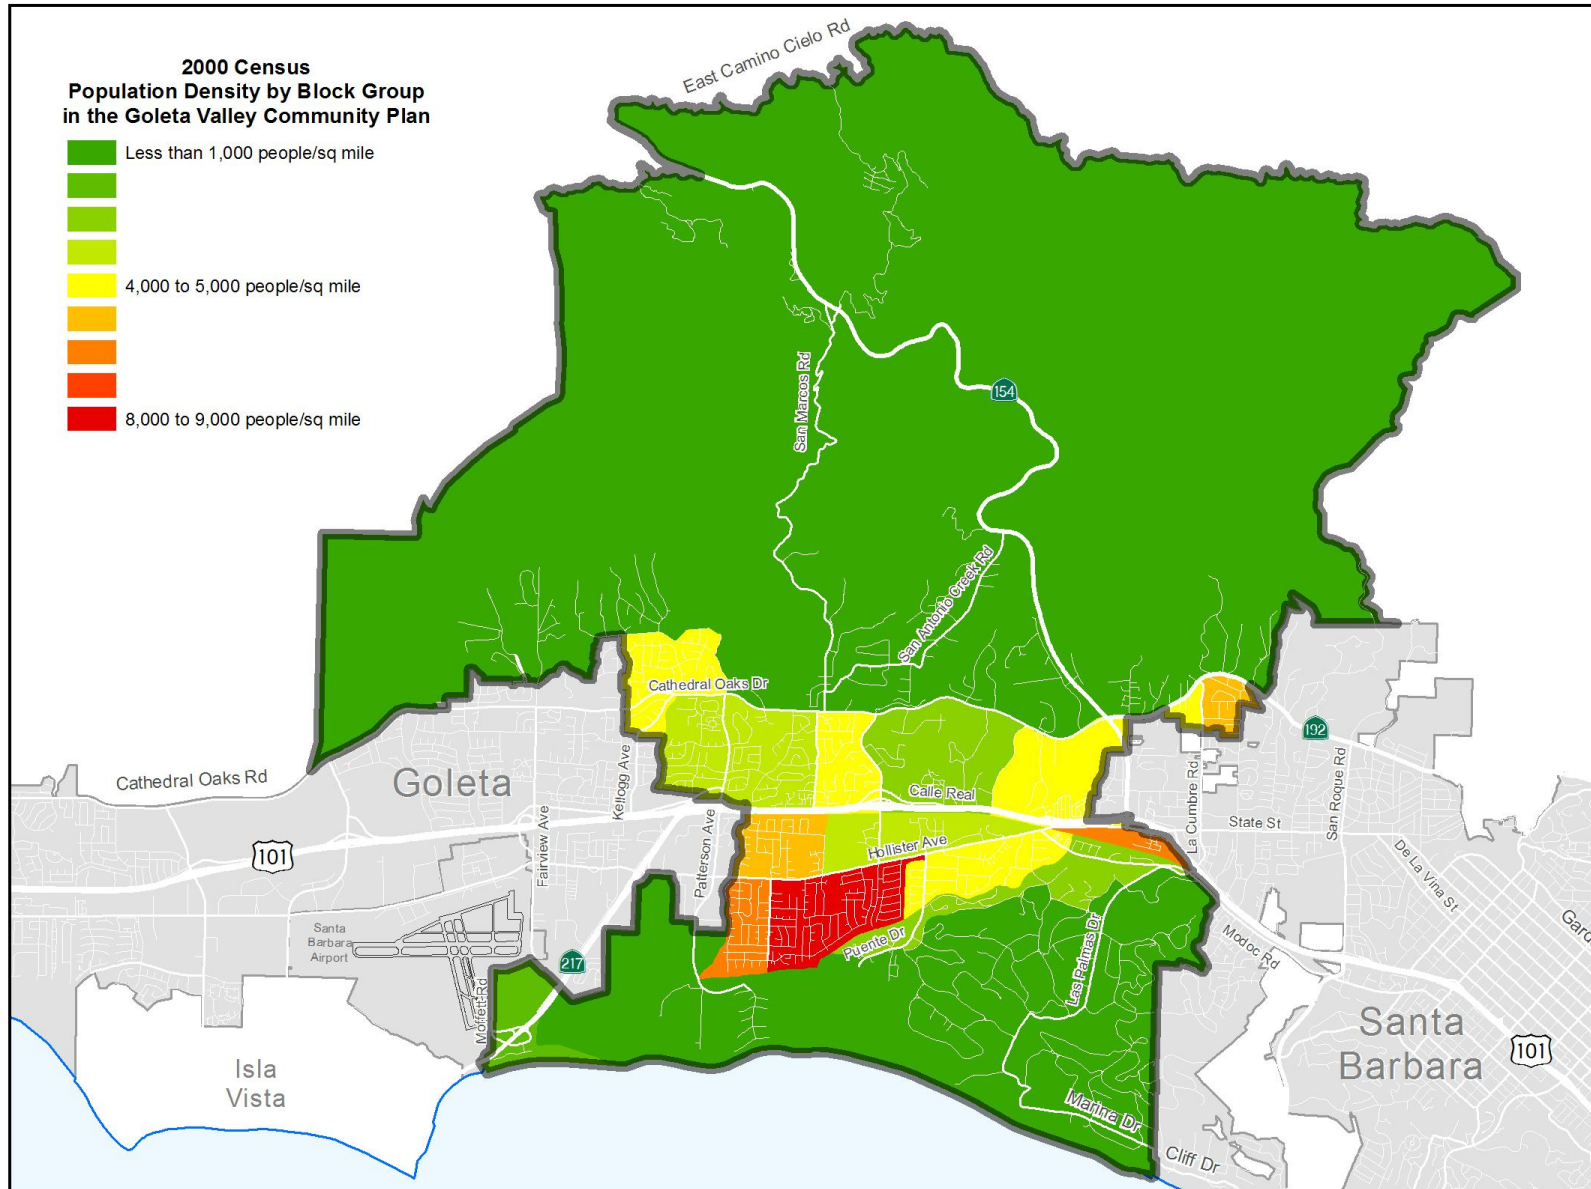 2000 Census
Population Density by Block Group
in the Goleta Valley Community Plan
Less than 1,000 people/sq mile
4,000 to 5,000 people/sq mile
8,000 to 9,000 people/sq mile
East Camino Cielo Rd
San Marcos Rd
154
San Antonio Creek Rd
Cathedral Oaks Dr
192
Cathedral Oaks Rd
Goleta
Kellogg Ave
Calle Real
La Cumbre Rd
San Roque Rd
State St
101
Fairview Ave
Patterson Ave
Hollister Ave
De La Vina St
Santa
Barbara
Airport
217
Puente Dr
Las Palmas Dr
Modoc Rd
Gard
Moffett Rd
Santa
Barbara
101
Isla
Vista
Marina Dr
Cliff Dr